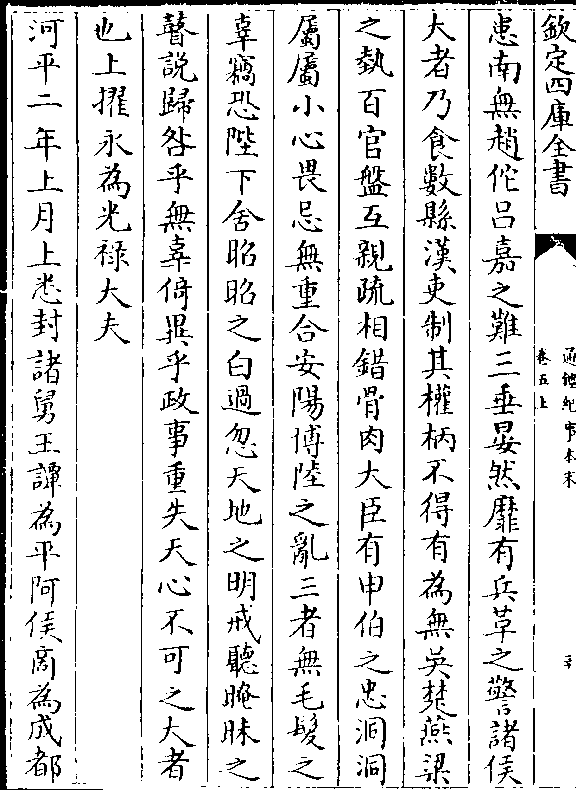 欽定四庫全書
通鑑紀事本末
卷五上
患南無趙佗呂嘉之難三垂晏然靡有兵革之警諸侯
大者乃食數縣漢吏制其權柄不得有為無吳楚燕梁
之埶百官盤互親疏相錯骨肉大臣有申伯之忠洞洞
屬屬小心畏忌無重合安陽博陸之亂三者無毛髮之
辜竊恐陛下舍昭昭之白過忽天地之明戒聽晻昧之
瞽說歸咎乎無辜倚異乎政事重失天心不可之大者
也上擢永為光祿大夫
河平二年上月上悉封諸舅王譚為平阿侯商為成都